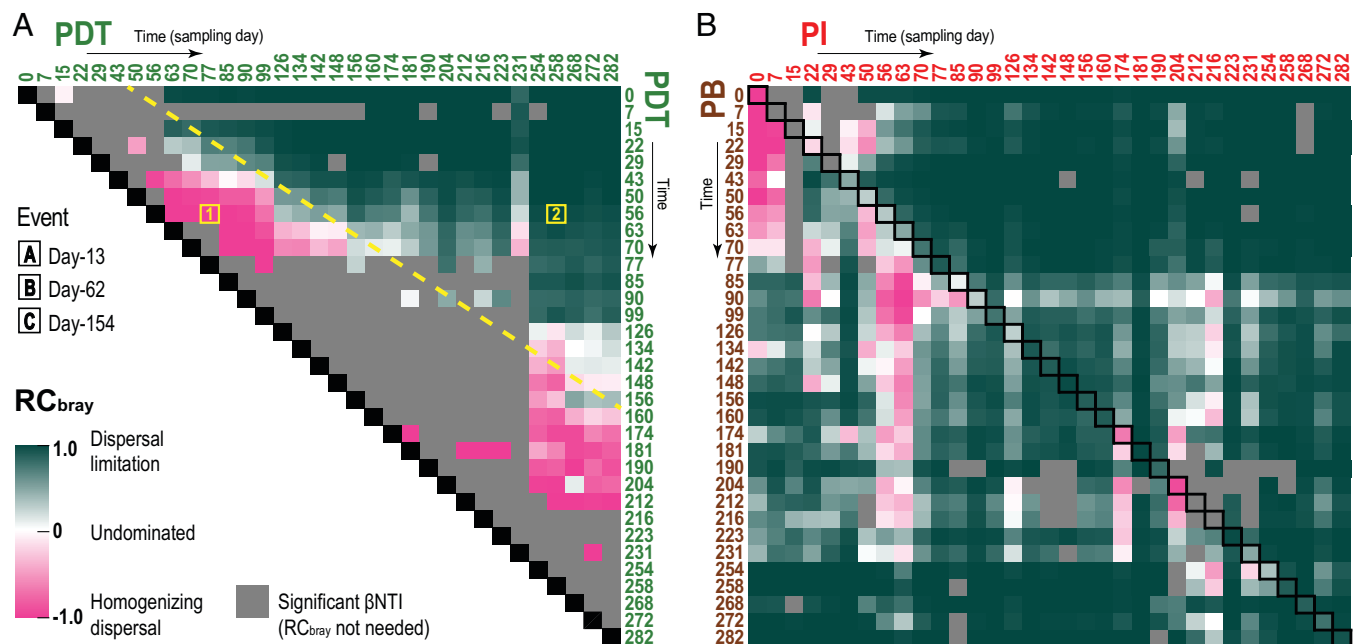 A
PDT
Time (sampling day)
0 7 15 22 29 43 50 56 63 70 77 85 90 99 126 134 142 148 156 160 174 181 190 204 212 216 223 231 254 258 268 272 282
PDT
Time
0
7
15
22
29
43
50
56
63
70
77
85
90
99
126
134
142
148
156
160
174
181
190
204
212
216
223
231
254
258
268
272
282
1
2
Event
A Day-13
B Day-62
C Day-154
RCbray
1.0
Dispersal
limitation
0
Undominated
-1.0
Homogenizing
dispersal
Significant βNTI
(RCbray not needed)
B
PI
Time (sampling day)
0 7 15 22 29 43 50 56 63 70 77 85 90 99 126 134 142 148 156 160 174 181 190 204 212 216 223 231 254 258 268 272 282
PB
Time
0
7
15
22
29
43
50
56
63
70
77
85
90
99
126
134
142
148
156
160
174
181
190
204
212
216
223
231
254
258
268
272
282